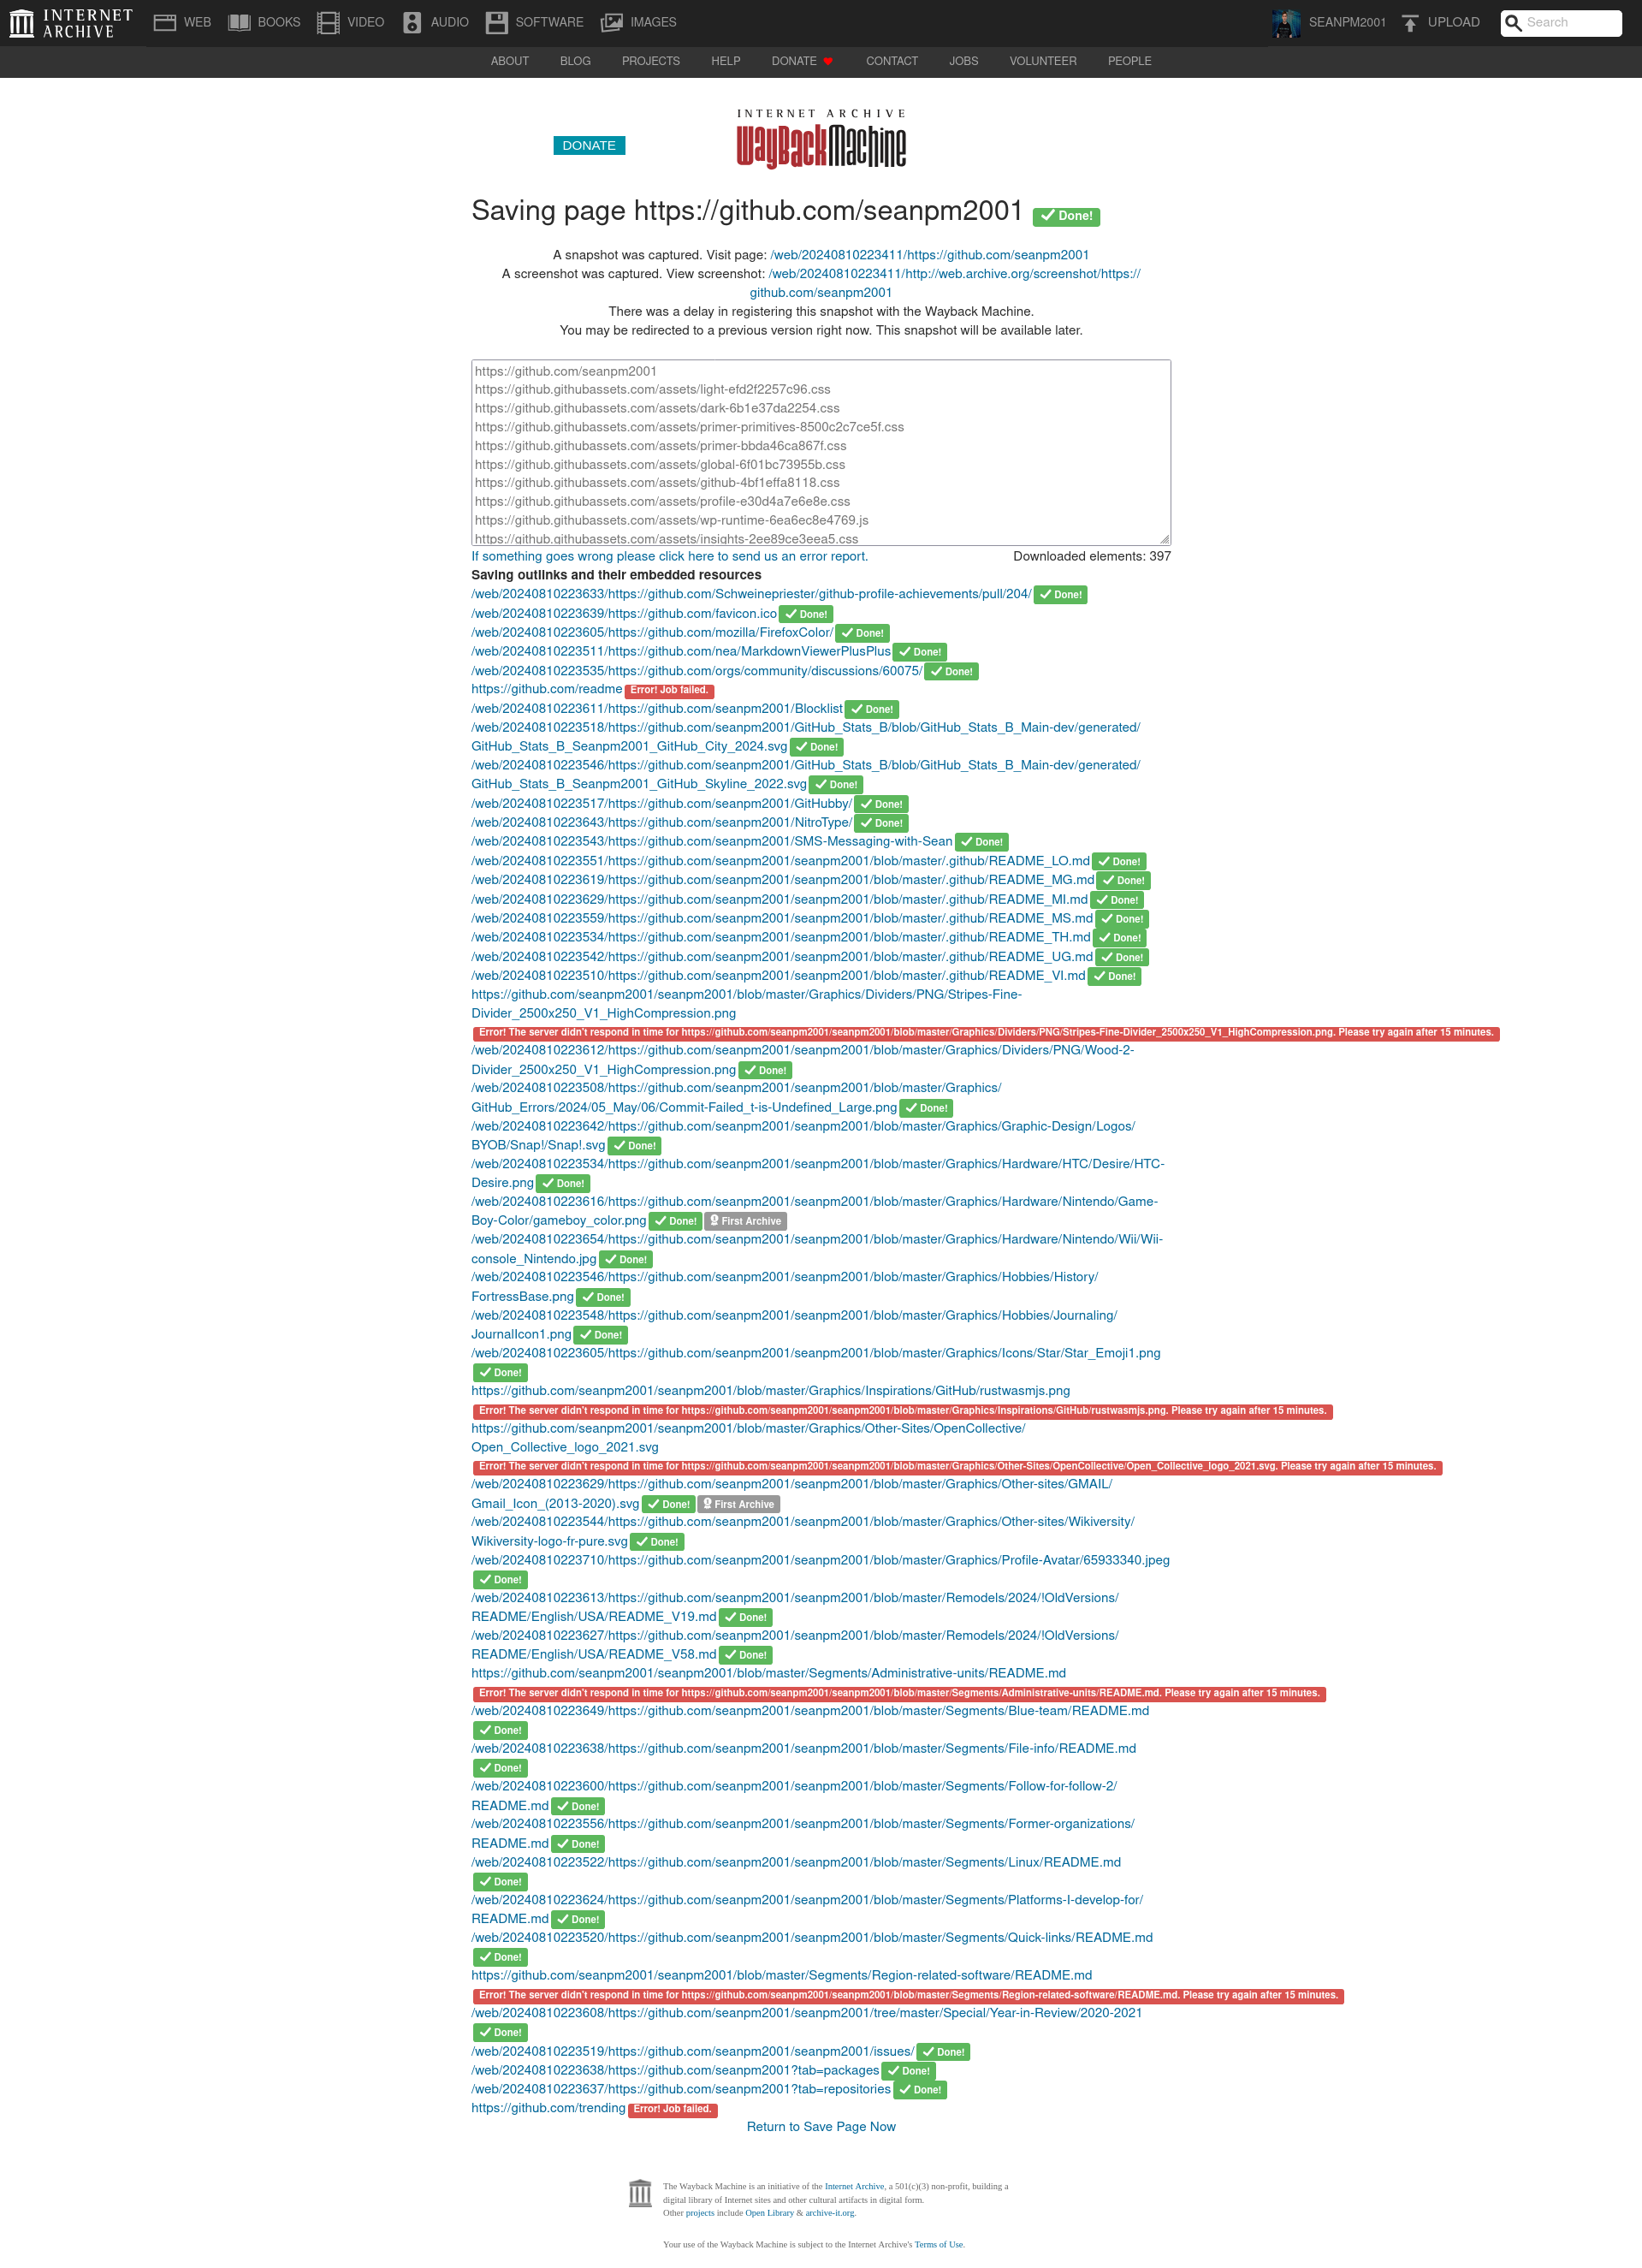 INTERNET ARCHIVE
WEB BOOKS VIDEO AUDIO SOFTWARE IMAGES SEANPM2001 UPLOAD Search
ABOUT BLOG PROJECTS HELP DONATE CONTACT JOBS VOLUNTEER PEOPLE
INTERNET ARCHIVE
DONATE WayBackMachine
Saving page https://github.com/seanpm2001 Done!
A snapshot was captured. Visit page: /web/20240810223411/https://github.com/seanpm2001
A screenshot was captured. View screenshot: /web/20240810223411/http://web.archive.org/screenshot/https://
github.com/seanpm2001
There was a delay in registering this snapshot with the Wayback Machine.
You may be redirected to a previous version right now. This snapshot will be available later.
https://github.com/seanpm2001
https://github.githubassets.com/assets/light-efd2f2257c96.css
https://github.githubassets.com/assets/dark-6b1e37da2254.css
https://github.githubassets.com/assets/primer-primitives-8500c2c7ce5f.css
https://github.githubassets.com/assets/primer-bbda46ca867f.css
https://github.githubassets.com/assets/global-6f01bc73955b.css
https://github.githubassets.com/assets/github-4bf1effa8118.css
https://github.githubassets.com/assets/profile-e30d4a7e6e8e.css
https://github.githubassets.com/assets/wp-runtime-6ea6ec8e4769.js
https://github.githubassets.com/assets/insights-2ee89ce3eea5.css
If something goes wrong please click here to send us an error report. Downloaded elements: 397
Saving outlinks and their embedded resources
/web/20240810223633/https://github.com/Schweinepriester/github-profile-achievements/pull/204/ Done!
/web/20240810223639/https://github.com/favicon.ico Done!
/web/20240810223605/https://github.com/mozilla/FirefoxColor/ Done!
/web/20240810223511/https://github.com/nea/MarkdownViewerPlusPlus Done!
/web/20240810223535/https://github.com/orgs/community/discussions/60075/ Done!
https://github.com/readme Error! Job failed.
/web/20240810223611/https://github.com/seanpm2001/Blocklist Done!
/web/20240810223518/https://github.com/seanpm2001/GitHub_Stats_B/blob/GitHub_Stats_B_Main-dev/generated/
GitHub_Stats_B_Seanpm2001_GitHub_City_2024.svg Done!
/web/20240810223546/https://github.com/seanpm2001/GitHub_Stats_B/blob/GitHub_Stats_B_Main-dev/generated/
GitHub_Stats_B_Seanpm2001_GitHub_Skyline_2022.svg Done!
/web/20240810223517/https://github.com/seanpm2001/GitHubby/ Done!
/web/20240810223643/https://github.com/seanpm2001/NitroType/ Done!
/web/20240810223543/https://github.com/seanpm2001/SMS-Messaging-with-Sean Done!
/web/20240810223551/https://github.com/seanpm2001/seanpm2001/blob/master/.github/README_LO.md Done!
/web/20240810223619/https://github.com/seanpm2001/seanpm2001/blob/master/.github/README_MG.md Done!
/web/20240810223629/https://github.com/seanpm2001/seanpm2001/blob/master/.github/README_MI.md Done!
/web/20240810223559/https://github.com/seanpm2001/seanpm2001/blob/master/.github/README_MS.md Done!
/web/20240810223534/https://github.com/seanpm2001/seanpm2001/blob/master/.github/README_TH.md Done!
/web/20240810223542/https://github.com/seanpm2001/seanpm2001/blob/master/.github/README_UG.md Done!
/web/20240810223510/https://github.com/seanpm2001/seanpm2001/blob/master/.github/README_VI.md Done!
https://github.com/seanpm2001/seanpm2001/blob/master/Graphics/Dividers/PNG/Stripes-Fine-
Divider_2500x250_V1_HighCompression.png
Error! The server didn't respond in time for https://github.com/seanpm2001/seanpm2001/blob/master/Graphics/Dividers/PNG/Stripes-Fine-Divider_2500x250_V1_HighCompression.png. Please try again after 15 minutes.
/web/20240810223612/https://github.com/seanpm2001/seanpm2001/blob/master/Graphics/Dividers/PNG/Wood-2-
Divider_2500x250_V1_HighCompression.png Done!
/web/20240810223508/https://github.com/seanpm2001/seanpm2001/blob/master/Graphics/
GitHub_Errors/2024/05_May/06/Commit-Failed_t-is-Undefined_Large.png Done!
/web/20240810223642/https://github.com/seanpm2001/seanpm2001/blob/master/Graphics/Graphic-Design/Logos/
BYOB/Snap!/Snap!.svg Done!
/web/20240810223534/https://github.com/seanpm2001/seanpm2001/blob/master/Graphics/Hardware/HTC/Desire/HTC-
Desire.png Done!
/web/20240810223616/https://github.com/seanpm2001/seanpm2001/blob/master/Graphics/Hardware/Nintendo/Game-
Boy-Color/gameboy_color.png Done! First Archive
/web/20240810223654/https://github.com/seanpm2001/seanpm2001/blob/master/Graphics/Hardware/Nintendo/Wii/Wii-
console_Nintendo.jpg Done!
/web/20240810223546/https://github.com/seanpm2001/seanpm2001/blob/master/Graphics/Hobbies/History/
FortressBase.png Done!
/web/20240810223548/https://github.com/seanpm2001/seanpm2001/blob/master/Graphics/Hobbies/Journaling/
JournalIcon1.png Done!
/web/20240810223605/https://github.com/seanpm2001/seanpm2001/blob/master/Graphics/Icons/Star/Star_Emoji1.png
Done!
https://github.com/seanpm2001/seanpm2001/blob/master/Graphics/Inspirations/GitHub/rustwasmjs.png
Error! The server didn't respond in time for https://github.com/seanpm2001/seanpm2001/blob/master/Graphics/Inspirations/GitHub/rustwasmjs.png. Please try again after 15 minutes.
https://github.com/seanpm2001/seanpm2001/blob/master/Graphics/Other-Sites/OpenCollective/
Open_Collective_logo_2021.svg
Error! The server didn't respond in time for https://github.com/seanpm2001/seanpm2001/blob/master/Graphics/Other-Sites/OpenCollective/Open_Collective_logo_2021.svg. Please try again after 15 minutes.
/web/20240810223629/https://github.com/seanpm2001/seanpm2001/blob/master/Graphics/Other-sites/GMAIL/
Gmail_Icon_(2013-2020).svg Done! First Archive
/web/20240810223544/https://github.com/seanpm2001/seanpm2001/blob/master/Graphics/Other-sites/Wikiversity/
Wikiversity-logo-fr-pure.svg Done!
/web/20240810223710/https://github.com/seanpm2001/seanpm2001/blob/master/Graphics/Profile-Avatar/65933340.jpeg
Done!
/web/20240810223613/https://github.com/seanpm2001/seanpm2001/blob/master/Remodels/2024/!OldVersions/
README/English/USA/README_V19.md Done!
/web/20240810223627/https://github.com/seanpm2001/seanpm2001/blob/master/Remodels/2024/!OldVersions/
README/English/USA/README_V58.md Done!
https://github.com/seanpm2001/seanpm2001/blob/master/Segments/Administrative-units/README.md
Error! The server didn't respond in time for https://github.com/seanpm2001/seanpm2001/blob/master/Segments/Administrative-units/README.md. Please try again after 15 minutes.
/web/20240810223649/https://github.com/seanpm2001/seanpm2001/blob/master/Segments/Blue-team/README.md
Done!
/web/20240810223638/https://github.com/seanpm2001/seanpm2001/blob/master/Segments/File-info/README.md
Done!
/web/20240810223600/https://github.com/seanpm2001/seanpm2001/blob/master/Segments/Follow-for-follow-2/
README.md Done!
/web/20240810223556/https://github.com/seanpm2001/seanpm2001/blob/master/Segments/Former-organizations/
README.md Done!
/web/20240810223522/https://github.com/seanpm2001/seanpm2001/blob/master/Segments/Linux/README.md
Done!
/web/20240810223624/https://github.com/seanpm2001/seanpm2001/blob/master/Segments/Platforms-I-develop-for/
README.md Done!
/web/20240810223520/https://github.com/seanpm2001/seanpm2001/blob/master/Segments/Quick-links/README.md
Done!
https://github.com/seanpm2001/seanpm2001/blob/master/Segments/Region-related-software/README.md
Error! The server didn't respond in time for https://github.com/seanpm2001/seanpm2001/blob/master/Segments/Region-related-software/README.md. Please try again after 15 minutes.
/web/20240810223608/https://github.com/seanpm2001/seanpm2001/tree/master/Special/Year-in-Review/2020-2021
Done!
/web/20240810223519/https://github.com/seanpm2001/seanpm2001/issues/ Done!
/web/20240810223638/https://github.com/seanpm2001?tab=packages Done!
/web/20240810223637/https://github.com/seanpm2001?tab=repositories Done!
https://github.com/trending Error! Job failed.
Return to Save Page Now
The Wayback Machine is an initiative of the Internet Archive, a 501(c)(3) non-profit, building a
digital library of Internet sites and other cultural artifacts in digital form.
Other projects include Open Library & archive-it.org.
Your use of the Wayback Machine is subject to the Internet Archive's Terms of Use.